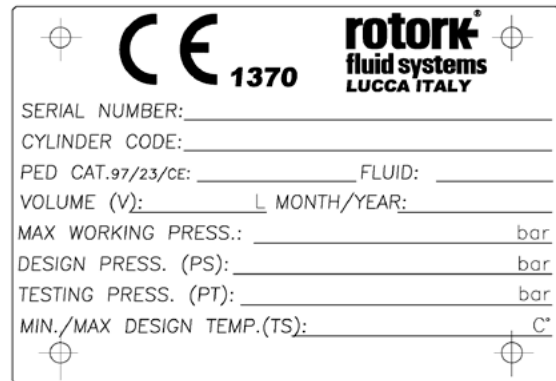 CE 1370
rotork®
fluid systems
LUCCA ITALY
SERIAL NUMBER:
CYLINDER CODE:
PED CAT.97/23/CE: FLUID:
VOLUME (V): L MONTH/YEAR:
MAX WORKING PRESS.: bar
DESIGN PRESS. (PS): bar
TESTING PRESS. (PT): bar
MIN./MAX DESIGN TEMP.(TS): C°